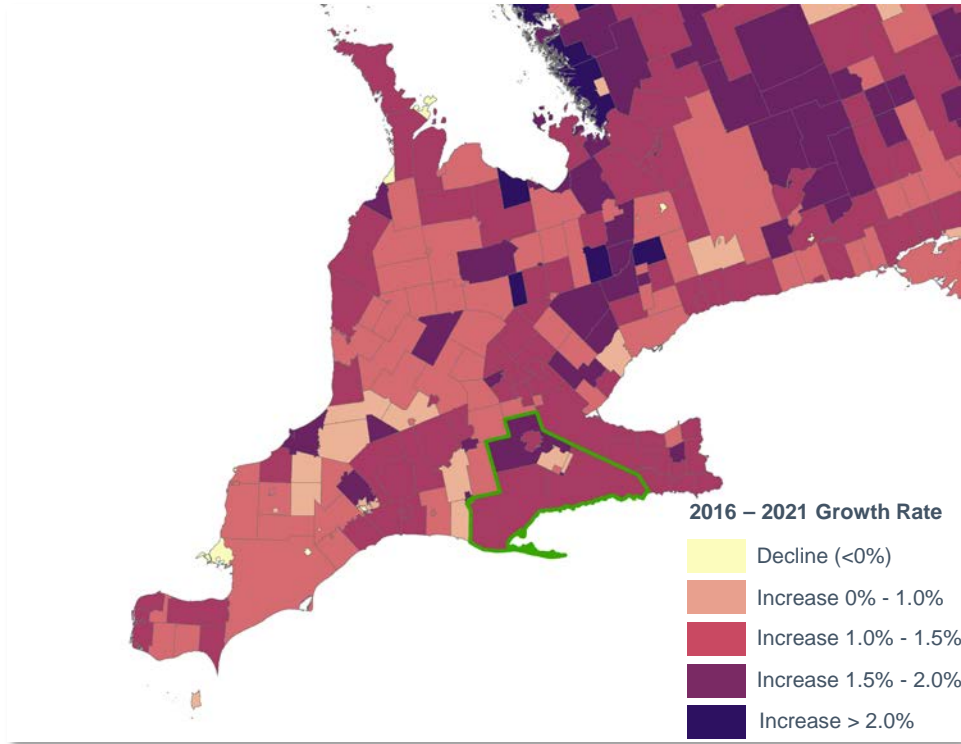 2016 – 2021 Growth Rate
Decline (<0%)
Increase 0% - 1.0%
Increase 1.0% - 1.5%
Increase 1.5% - 2.0%
Increase > 2.0%